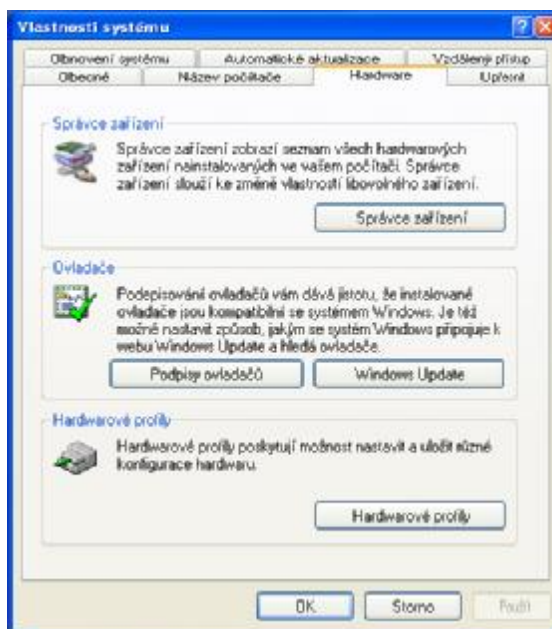 Vlastnosti systému
Obnovení systému
Automatické aktualizace
Vzdálený přístup
Obecné
Název počítače
Hardware
Upřesnit
Správce zařízení
Správce zařízení zobrazí seznam všech hardwarových
zařízení nainstalovaných ve vašem počítači. Správce
zařízení slouží ke změně vlastností libovolného zařízení.
Správce zařízení
Ovladače
Podepisování ovladačů vám dává jistotu, že instalované
ovladače jsou kompatibilní se systémem Windows. Je též
možné nastavit způsob, jakým se systém Windows připojuje k
webu Windows Update a hledá ovladače.
Podpisy ovladačů
Windows Update
Hardwarové profily
Hardwarové profily poskytují možnost nastavit a uložit různé
konfigurace hardwaru.
Hardwarové profily
OK
Storno
Použít